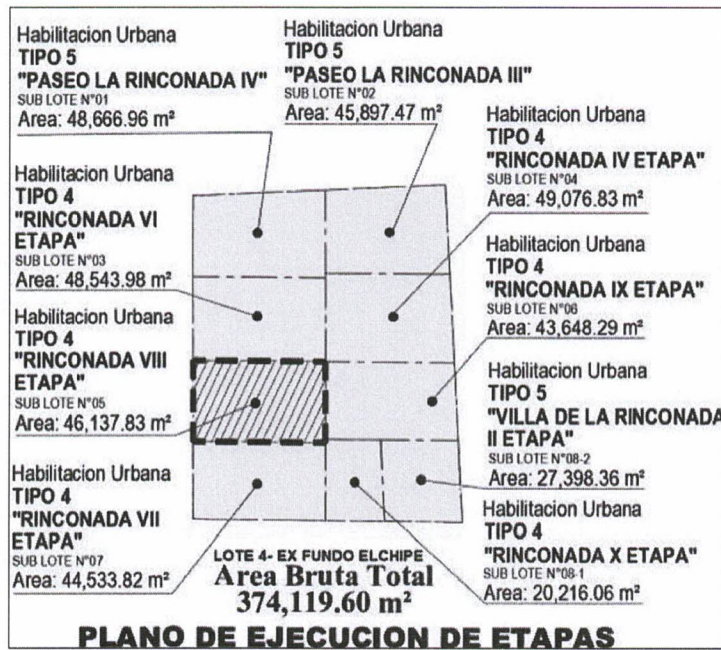 Habilitacion Urbana
TIPO 5
"PASEO LA RINCONADA IV"
SUB LOTE N°01
Area: 48,666.96 m²
Habilitacion Urbana
TIPO 5
"PASEO LA RINCONADA III"
SUB LOTE N°02
Area: 45,897.47 m²
Habilitacion Urbana
TIPO 4
"RINCONADA VI
ETAPA"
SUB LOTE N°03
Area: 48,543.98 m²
Habilitacion Urbana
TIPO 4
"RINCONADA IV ETAPA"
SUB LOTE N°04
Area: 49,076.83 m²
Habilitacion Urbana
TIPO 4
"RINCONADA VIII
ETAPA"
SUB LOTE N°05
Area: 46,137.83 m²
Habilitacion Urbana
TIPO 4
"RINCONADA IX ETAPA"
SUB LOTE N°06
Area: 43,648.29 m²
Habilitacion Urbana
TIPO 4
"RINCONADA VII
ETAPA"
SUB LOTE N°07
Area: 44,533.82 m²
Habilitacion Urbana
TIPO 5
"VILLA DE LA RINCONADA
II ETAPA"
SUB LOTE N°08-2
Area: 27,398.36 m²
Habilitacion Urbana
TIPO 4
"RINCONADA X ETAPA"
SUB LOTE N°08-1
Area: 20,216.06 m²
LOTE 4- EX FUNDO ELCHIPE
Area Bruta Total
374,119.60 m²
PLANO DE EJECUCION DE ETAPAS